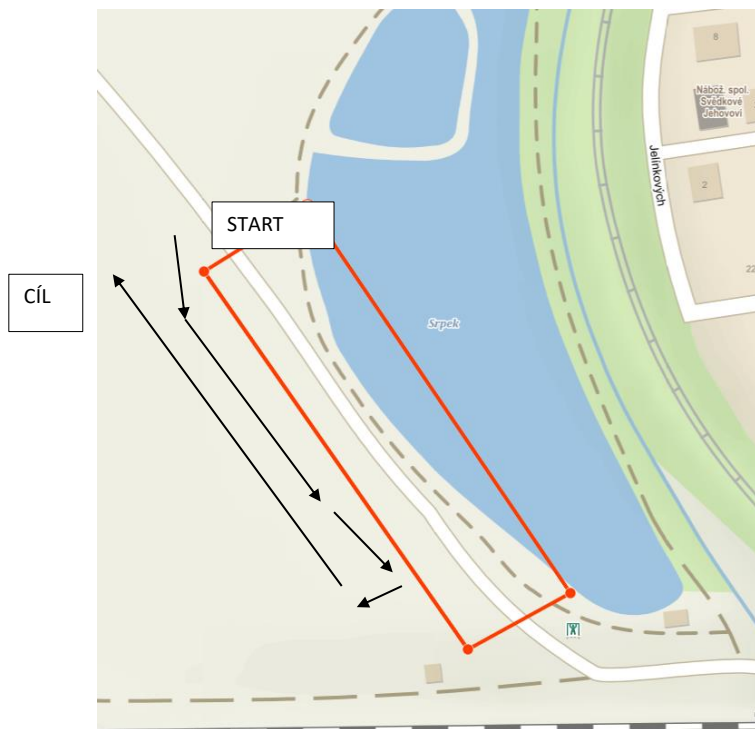 8
Nábož. spol.
Svědkové
Jehovovi
Jelínkových
2
START
22
CÍL
Srpek